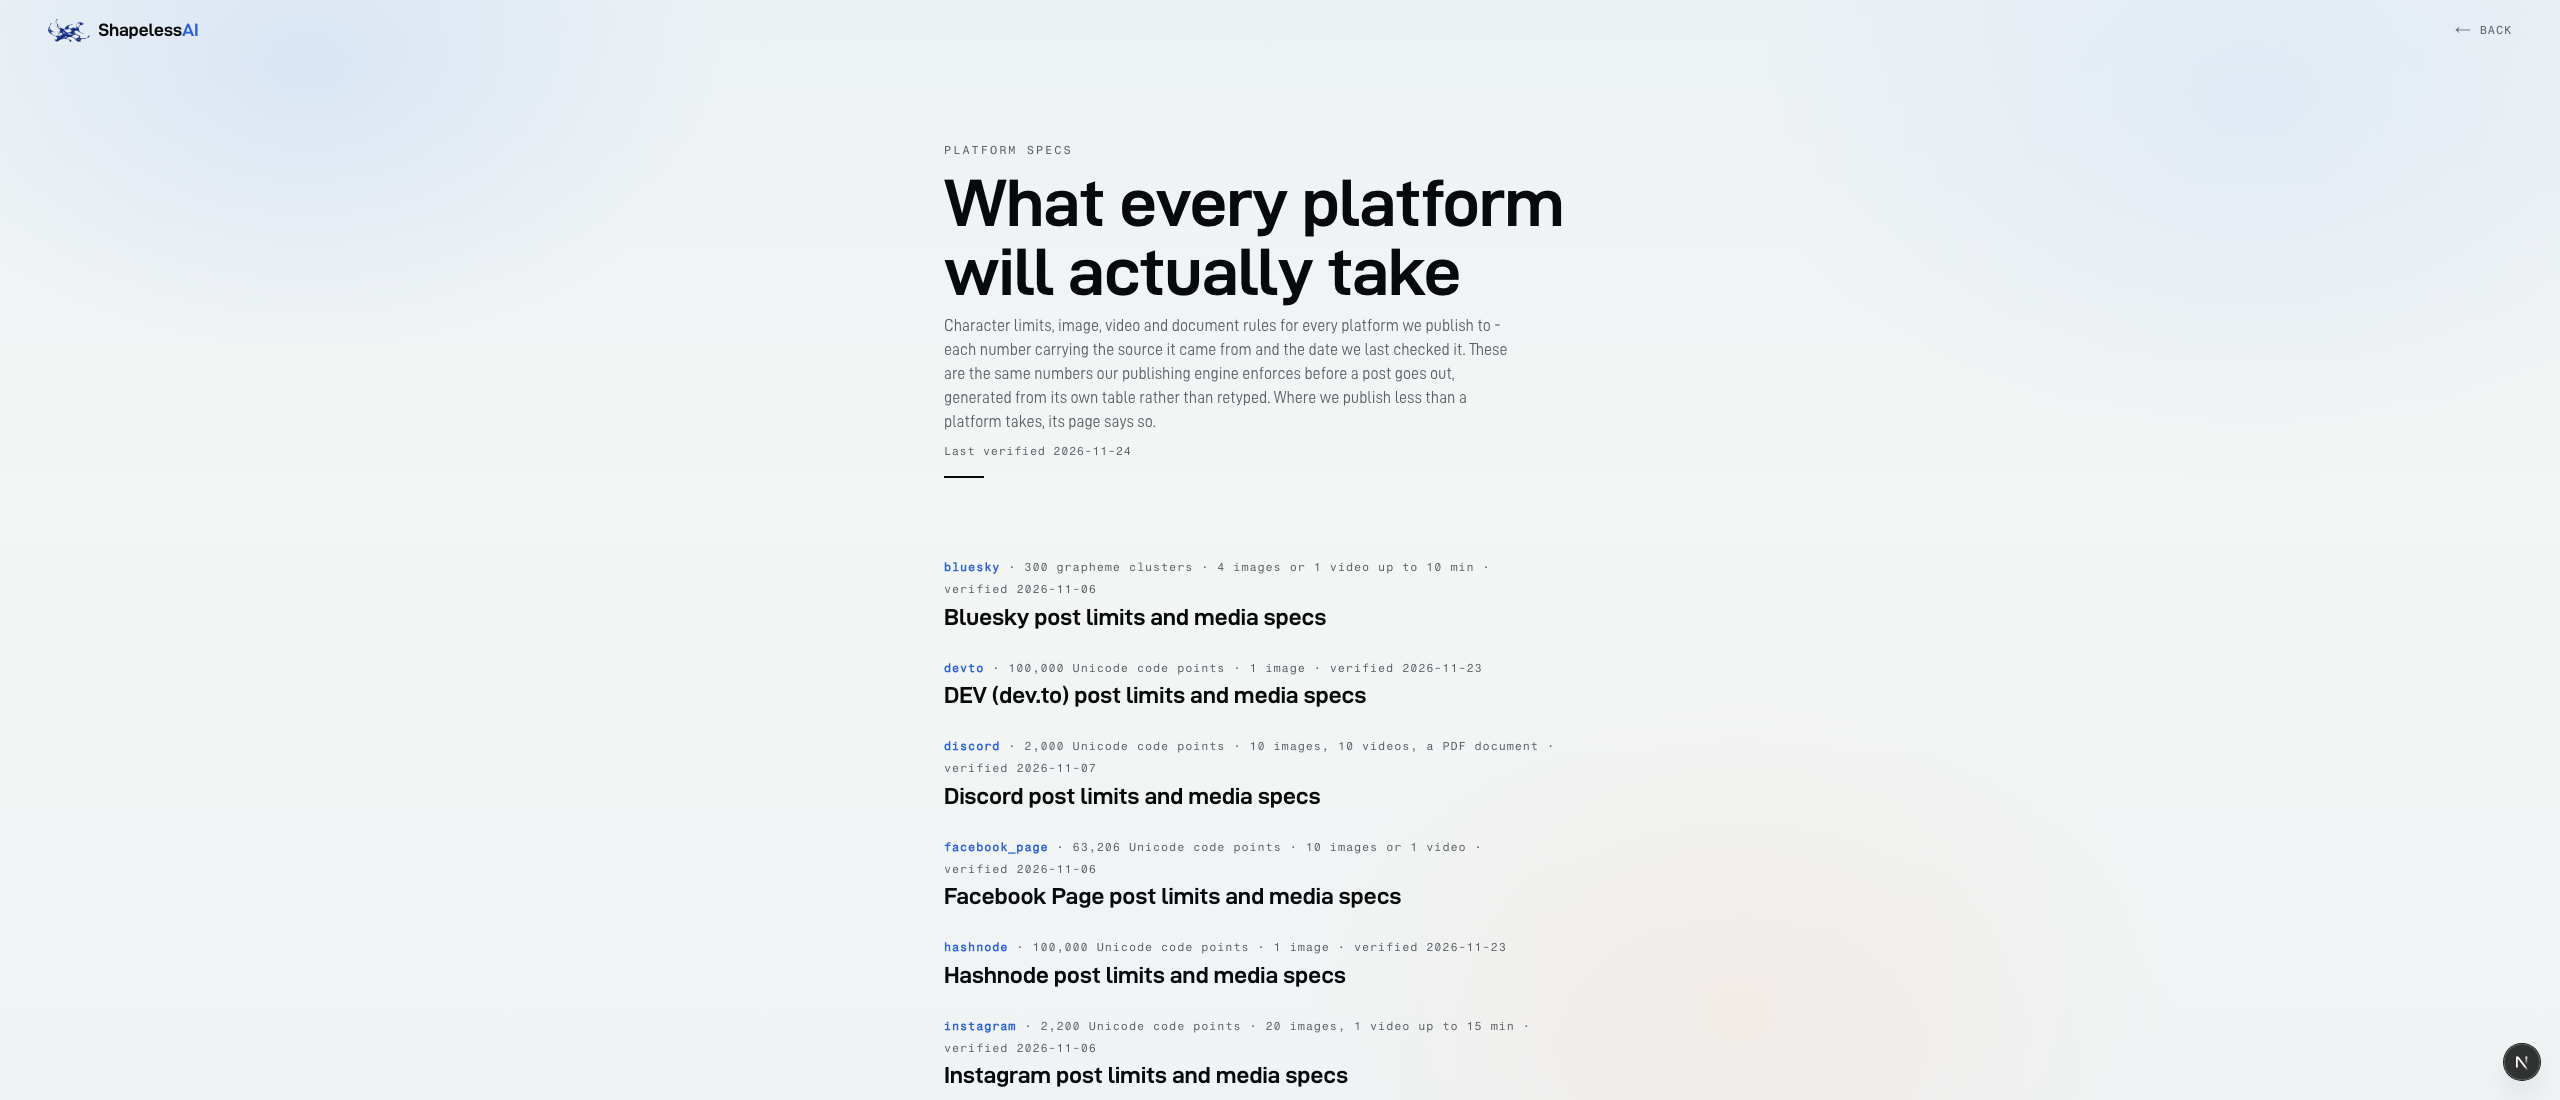 ShapelessAI
← BACK
PLATFORM SPECS
What every platform
will actually take
Character limits, image, video and document rules for every platform we publish to -
each number carrying the source it came from and the date we last checked it. These
are the same numbers our publishing engine enforces before a post goes out,
generated from its own table rather than retyped. Where we publish less than a
platform takes, its page says so.
Last verified 2026-11-24
bluesky · 300 grapheme clusters · 4 images or 1 video up to 10 min ·
verified 2026-11-06
Bluesky post limits and media specs
devto · 100,000 Unicode code points · 1 image · verified 2026-11-23
DEV (dev.to) post limits and media specs
discord · 2,000 Unicode code points · 10 images, 10 videos, a PDF document ·
verified 2026-11-07
Discord post limits and media specs
facebook_page · 63,206 Unicode code points · 10 images or 1 video ·
verified 2026-11-06
Facebook Page post limits and media specs
hashnode · 100,000 Unicode code points · 1 image · verified 2026-11-23
Hashnode post limits and media specs
instagram · 2,200 Unicode code points · 20 images, 1 video up to 15 min ·
verified 2026-11-06
Instagram post limits and media specs
N